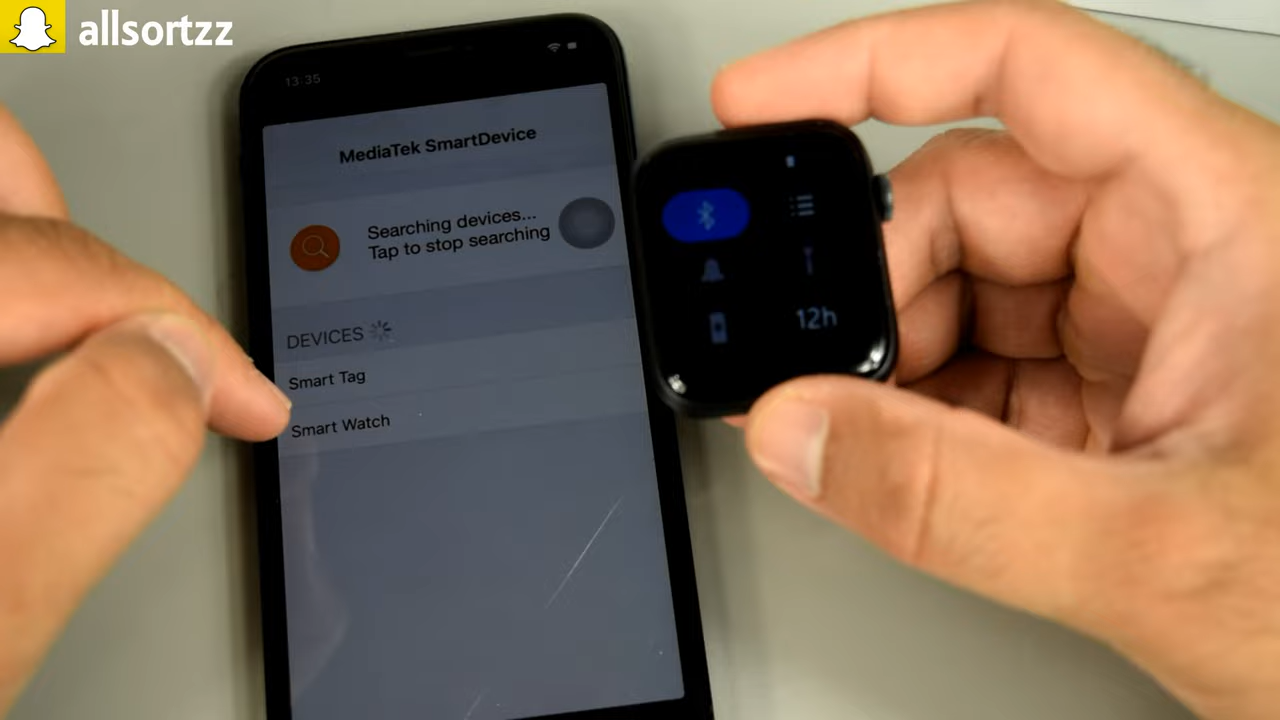 allsortzz
13:35
MediaTek SmartDevice
Searching devices...
Tap to stop searching
DEVICES
Smart Tag
Smart Watch
12h